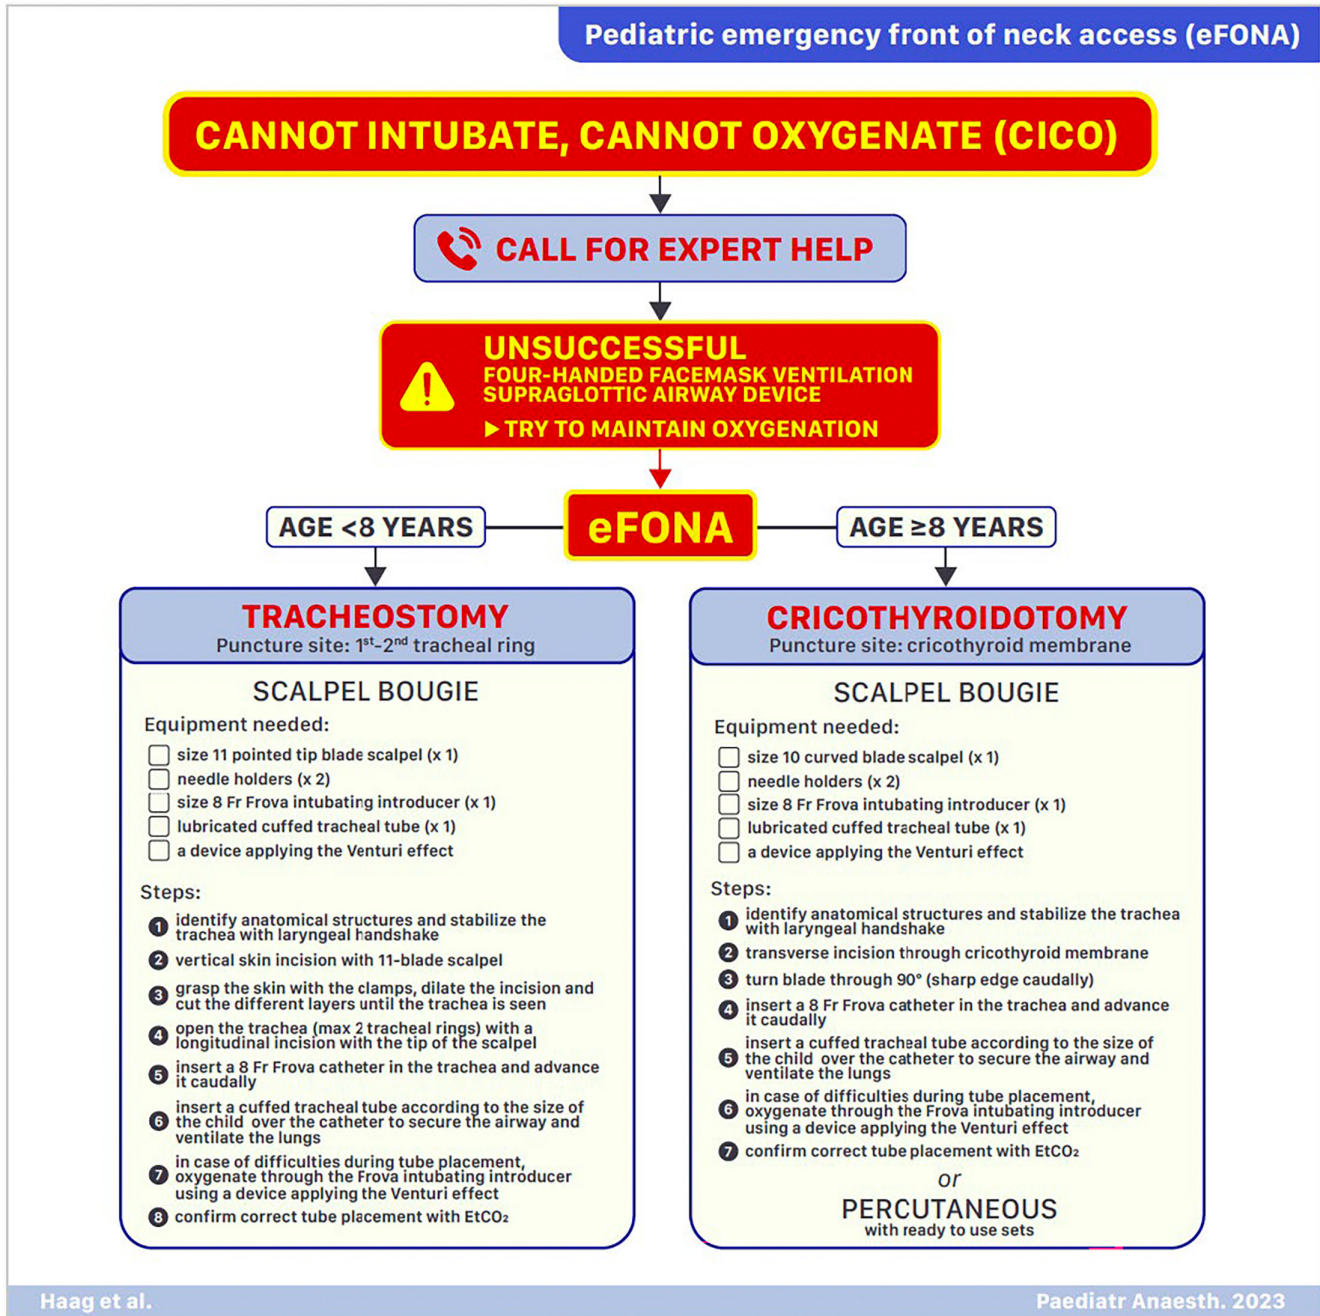 Pediatric emergency front of neck access (eFONA)
CANNOT INTUBATE, CANNOT OXYGENATE (CICO)
CALL FOR EXPERT HELP
UNSUCCESSFUL
FOUR-HANDED FACEMASK VENTILATION
SUPRAGLOTTIC AIRWAY DEVICE
▶ TRY TO MAINTAIN OXYGENATION
eFONA
AGE <8 YEARS
AGE ≥8 YEARS
TRACHEOSTOMY
Puncture site: 1st-2nd tracheal ring
SCALPEL BOUGIE
Equipment needed:
size 11 pointed tip blade scalpel (x 1)
needle holders (x 2)
size 8 Fr Frova intubating introducer (x 1)
lubricated cuffed tracheal tube (x 1)
a device applying the Venturi effect
Steps:
1 identify anatomical structures and stabilize the
trachea with laryngeal handshake
2 vertical skin incision with 11-blade scalpel
3 grasp the skin with the clamps, dilate the incision and
cut the different layers until the trachea is seen
4 open the trachea (max 2 tracheal rings) with a
longitudinal incision with the tip of the scalpel
5 insert a 8 Fr Frova catheter in the trachea and advance
it caudally
6 insert a cuffed tracheal tube according to the size of
the child over the catheter to secure the airway and
ventilate the lungs
7 in case of difficulties during tube placement,
oxygenate through the Frova intubating introducer
using a device applying the Venturi effect
8 confirm correct tube placement with EtCO₂
CRICOTHYROIDOTOMY
Puncture site: cricothyroid membrane
SCALPEL BOUGIE
Equipment needed:
size 10 curved blade scalpel (x 1)
needle holders (x 2)
size 8 Fr Frova intubating introducer (x 1)
lubricated cuffed tracheal tube (x 1)
a device applying the Venturi effect
Steps:
1 identify anatomical structures and stabilize the trachea
with laryngeal handshake
2 transverse incision through cricothyroid membrane
3 turn blade through 90° (sharp edge caudally)
4 insert a 8 Fr Frova catheter in the trachea and advance
it caudally
5 insert a cuffed tracheal tube according to the size of
the child over the catheter to secure the airway and
ventilate the lungs
6 in case of difficulties during tube placement,
oxygenate through the Frova intubating introducer
using a device applying the Venturi effect
7 confirm correct tube placement with EtCO₂
or
PERCUTANEOUS
with ready to use sets
Haag et al.
Paediatr Anaesth. 2023